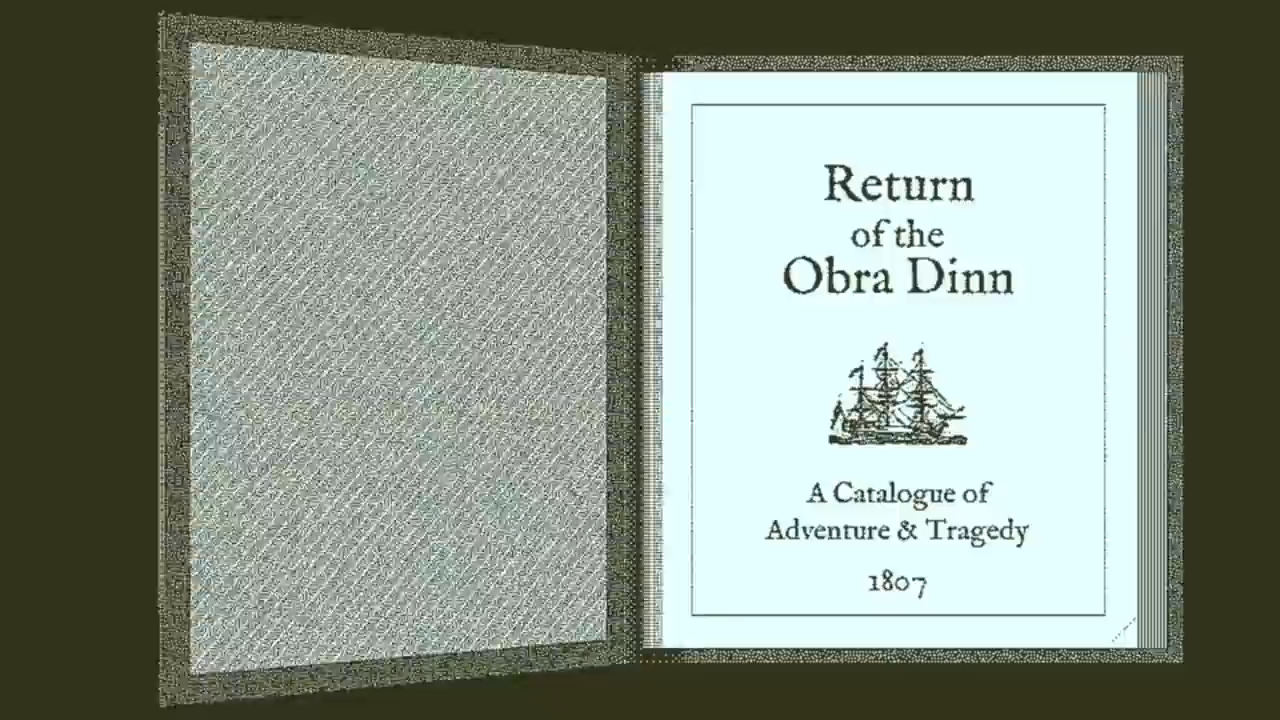 Return
of the
Obra Dinn
A Catalogue of
Adventure & Tragedy
1807